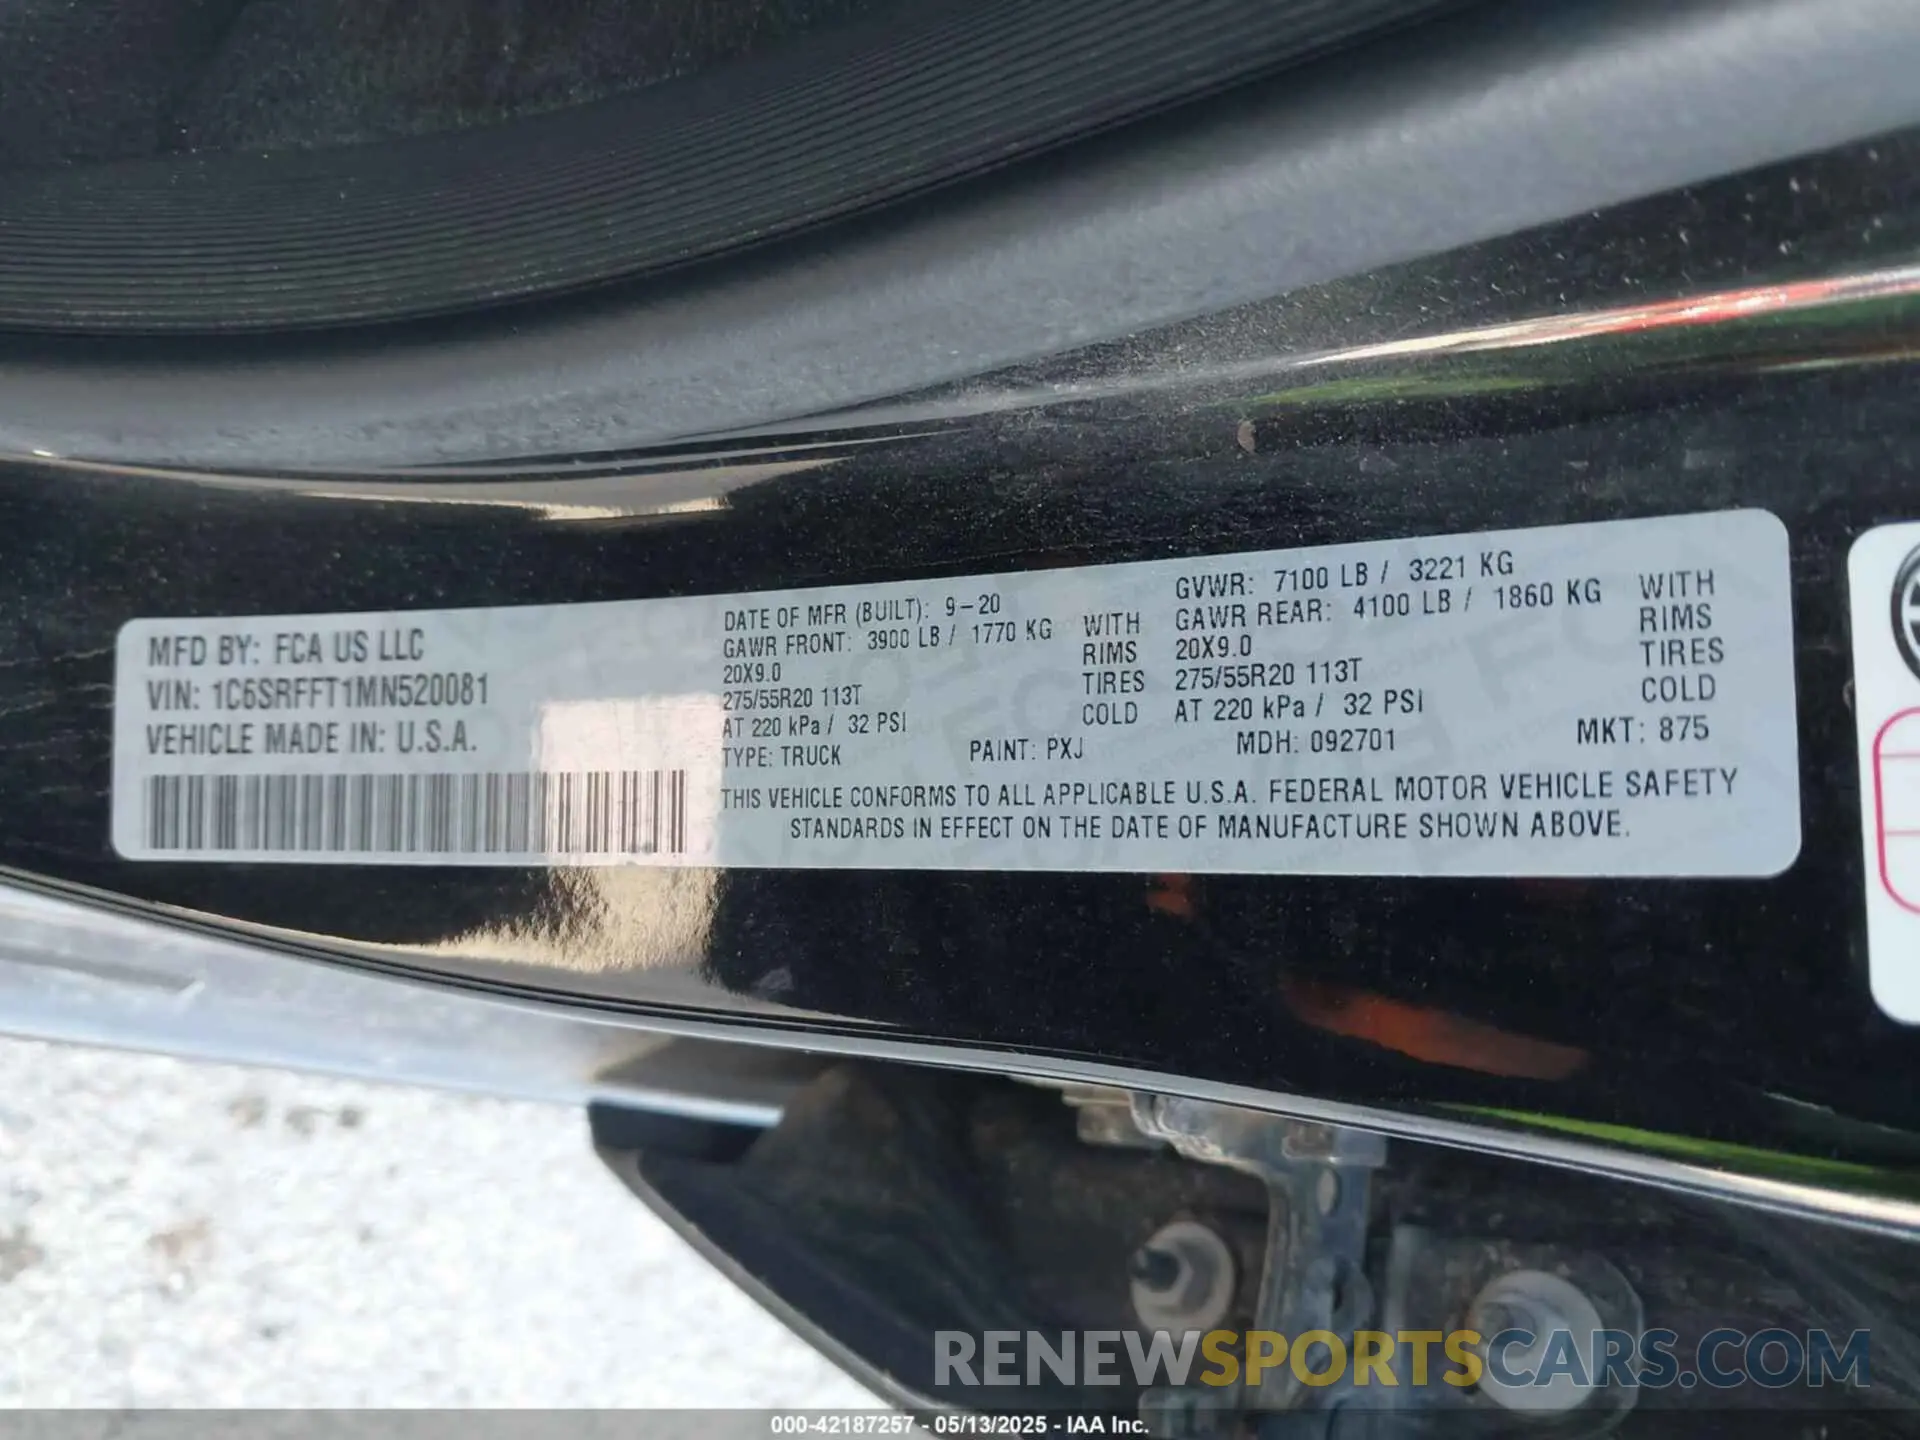 MFD BY: FCA US LLC
VIN: 1C6SRFFT1MN520081
VEHICLE MADE IN: U.S.A.
DATE OF MFR (BUILT): 9-20
GAWR FRONT: 3900 LB / 1770 KG WITH
20X9.0 RIMS
275/55R20 113T TIRES
AT 220 kPa / 32 PSI COLD
GVWR: 7100 LB / 3221 KG
GAWR REAR: 4100 LB / 1860 KG WITH
20X9.0 RIMS
275/55R20 113T TIRES
AT 220 kPa / 32 PSI COLD
TYPE: TRUCK PAINT: PXJ MDH: 092701 MKT: 875
THIS VEHICLE CONFORMS TO ALL APPLICABLE U.S.A. FEDERAL MOTOR VEHICLE SAFETY
STANDARDS IN EFFECT ON THE DATE OF MANUFACTURE SHOWN ABOVE.
RENEWSPORTSCARS.COM
000-42187257 - 05/13/2025 - IAA Inc.